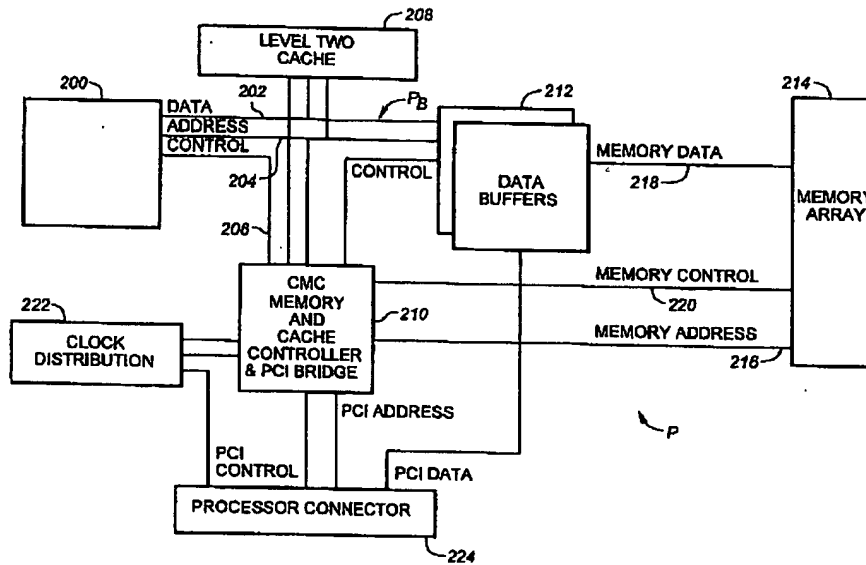 208
LEVEL TWO
CACHE
200
202
DATA
ADDRESS
CONTROL
204
P_B
212
214
CONTROL
DATA
BUFFERS
MEMORY DATA
218
MEMORY
ARRAY
206
CMC
MEMORY
AND
CACHE
CONTROLLER
& PCI BRIDGE
210
MEMORY CONTROL
220
MEMORY ADDRESS
216
222
CLOCK
DISTRIBUTION
PCI ADDRESS
P
PCI
CONTROL
PCI DATA
PROCESSOR CONNECTOR
224